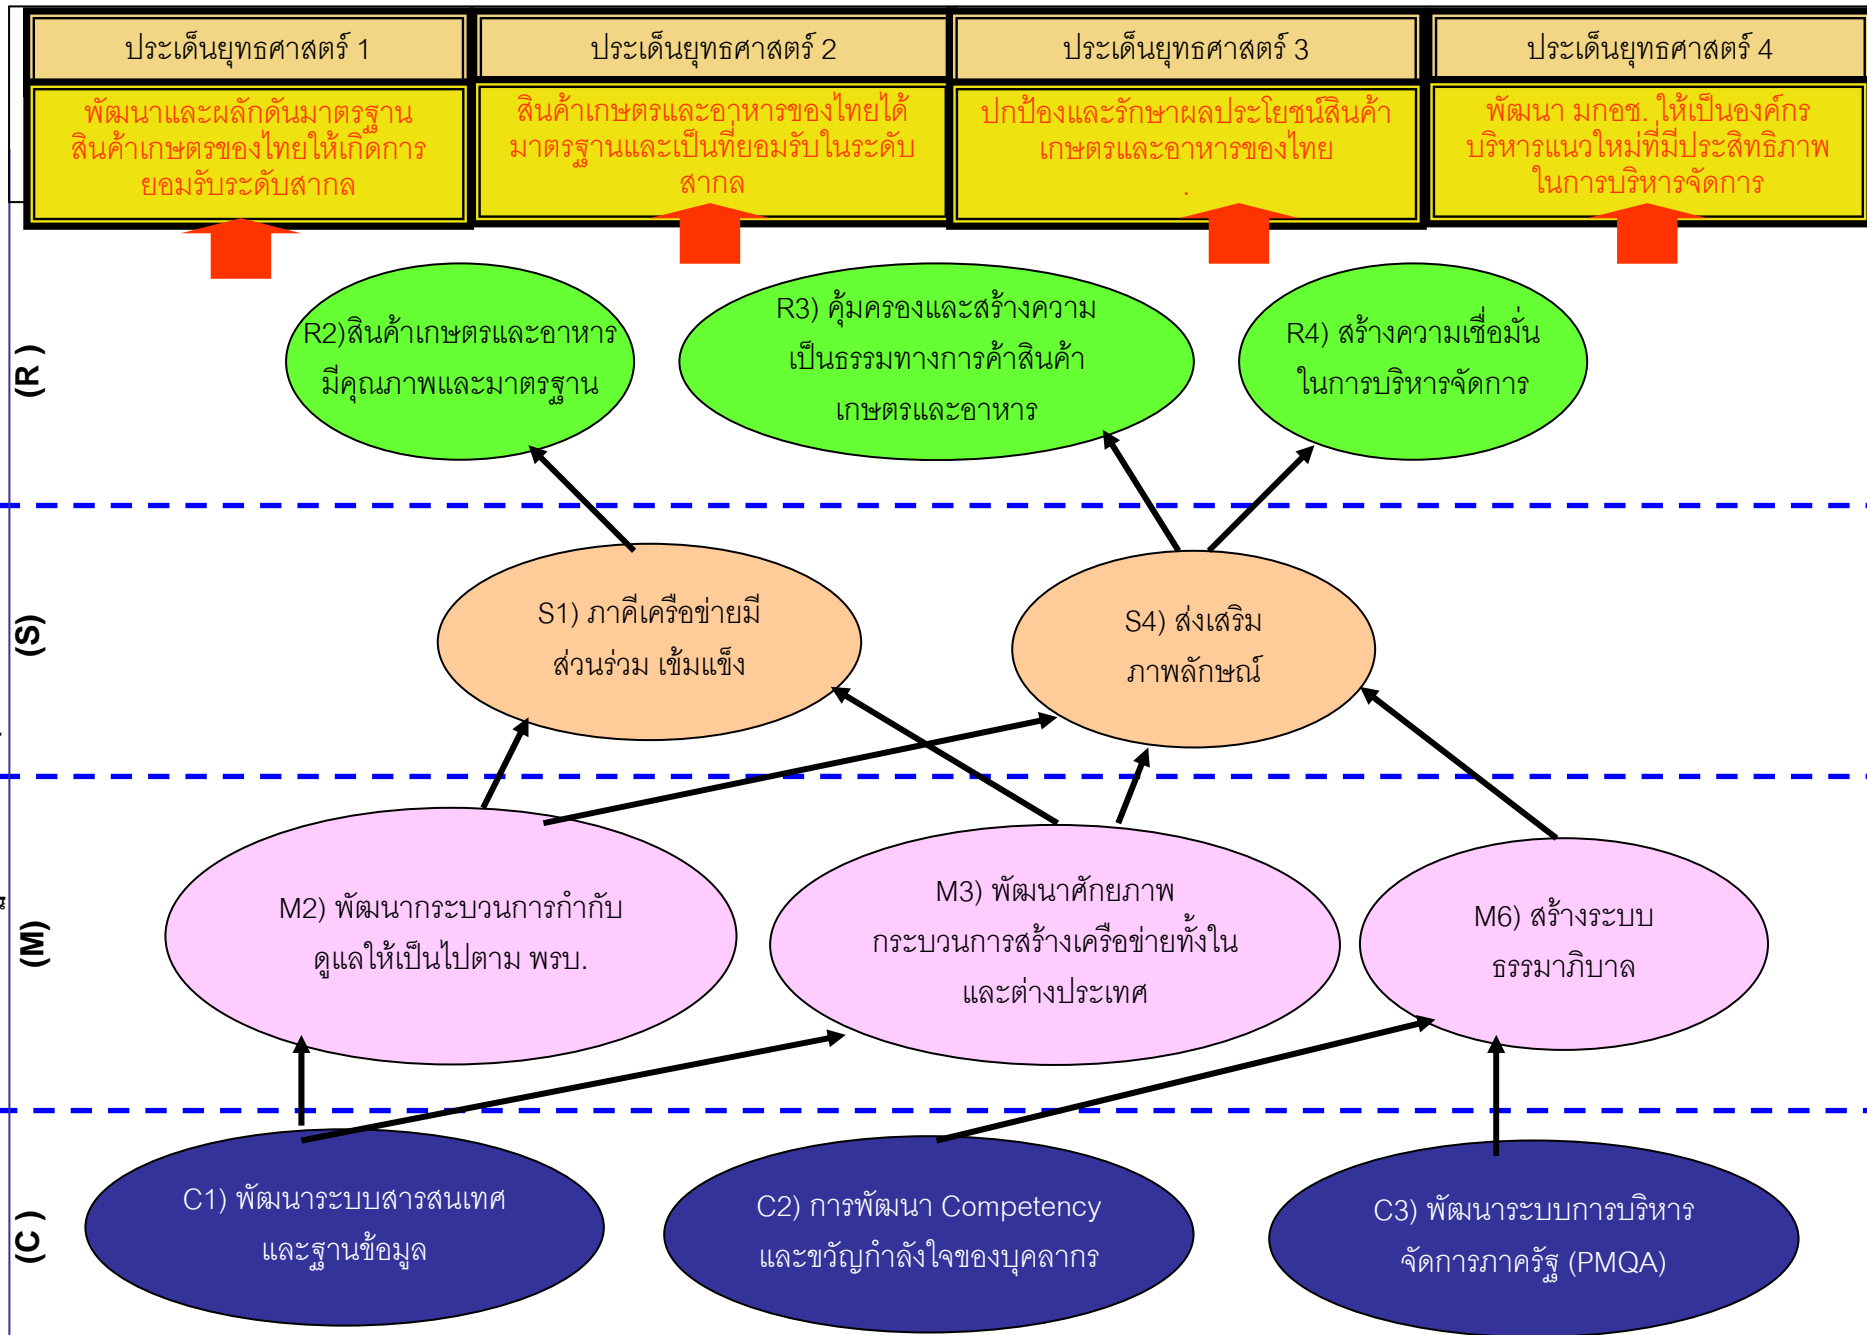 ประเด็นยุทธศาสตร์ 1
ประเด็นยุทธศาสตร์ 2
ประเด็นยุทธศาสตร์ 3
ประเด็นยุทธศาสตร์ 4
พัฒนาและผลักดันมาตรฐาน
สินค้าเกษตรของไทยให้เกิดการ
ยอมรับระดับสากล
สินค้าเกษตรและอาหารของไทยได้
มาตรฐานและเป็นที่ยอมรับในระดับ
สากล
ปกป้องและรักษาผลประโยชน์สินค้า
เกษตรและอาหารของไทย
.
พัฒนา มกอช. ให้เป็นองค์กร
บริหารแนวใหม่ที่มีประสิทธิภาพ
ในการบริหารจัดการ
(R )
R2)สินค้าเกษตรและอาหาร
มีคุณภาพและมาตรฐาน
R3) คุ้มครองและสร้างความ
เป็นธรรมทางการค้าสินค้า
เกษตรและอาหาร
R4) สร้างความเชื่อมั่น
ในการบริหารจัดการ
(S)
S1) ภาคีเครือข่ายมี
ส่วนร่วม เข้มแข็ง
S4) ส่งเสริม
ภาพลักษณ์
(M)
M2) พัฒนากระบวนการกำกับ
ดูแลให้เป็นไปตาม พรบ.
M3) พัฒนาศักยภาพ
กระบวนการสร้างเครือข่ายทั้งใน
และต่างประเทศ
M6) สร้างระบบ
ธรรมาภิบาล
(C )
C1) พัฒนาระบบสารสนเทศ
และฐานข้อมูล
C2) การพัฒนา Competency
และขวัญกำลังใจของบุคลากร
C3) พัฒนาระบบการบริหาร
จัดการภาครัฐ (PMQA)